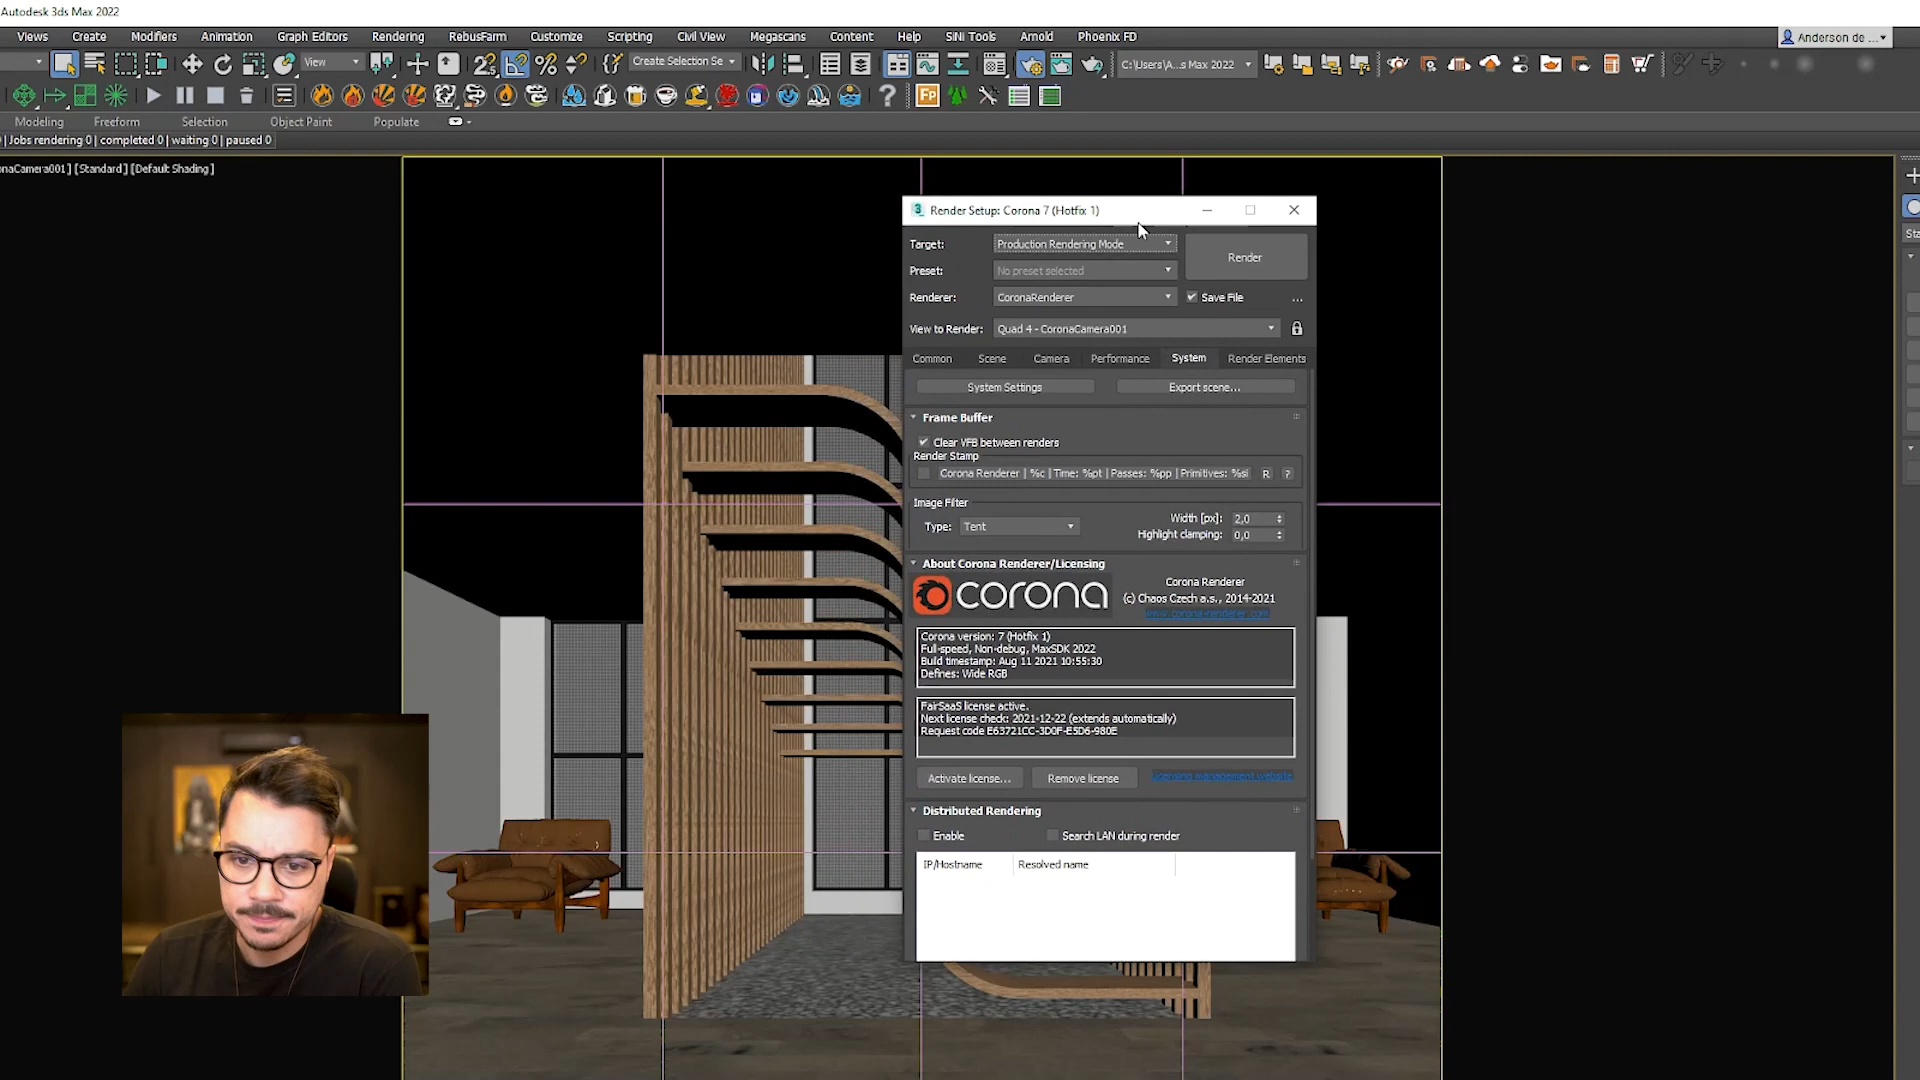 Autodesk 3ds Max 2022
Views Create Modifiers Animation Graph Editors Rendering RebusFarm Customize Scripting Civil View Megascans Content Help SiNi Tools Arnold Phoenix FD
Anderson de ...
View
Create Selection Se
C:\Users\A...s Max 2022
Modeling Freeform Selection Object Paint Populate
| Jobs rendering 0 | completed 0 | waiting 0 | paused 0
onaCamera001] [Standard] [Default Shading]
Render Setup: Corona 7 (Hotfix 1)
Target: Production Rendering Mode
Render
Preset: No preset selected
Renderer: CoronaRenderer
Save File ...
View to Render: Quad 4 - CoronaCamera001
Common Scene Camera Performance System Render Elements
System Settings Export scene...
Frame Buffer
Clear VFB between renders
Render Stamp
Corona Renderer | %c | Time: %pt | Passes: %pp | Primitives: %si R ?
Image Filter
Type: Tent
Width [px]: 2,0
Highlight clamping: 0,0
About Corona Renderer/Licensing
corona
Corona Renderer
(c) Chaos Czech a.s., 2014-2021
www.corona-renderer.com
Corona version: 7 (Hotfix 1)
Full-speed, Non-debug, MaxSDK 2022
Build timestamp: Aug 11 2021 10:55:30
Defines: Wide RGB
FairSaaS license active.
Next license check: 2021-12-22 (extends automatically)
Request code E63721CC-3D0F-E5D6-980E
Activate license... Remove license Licensing management website
Distributed Rendering
Enable Search LAN during render
IP/Hostname Resolved name